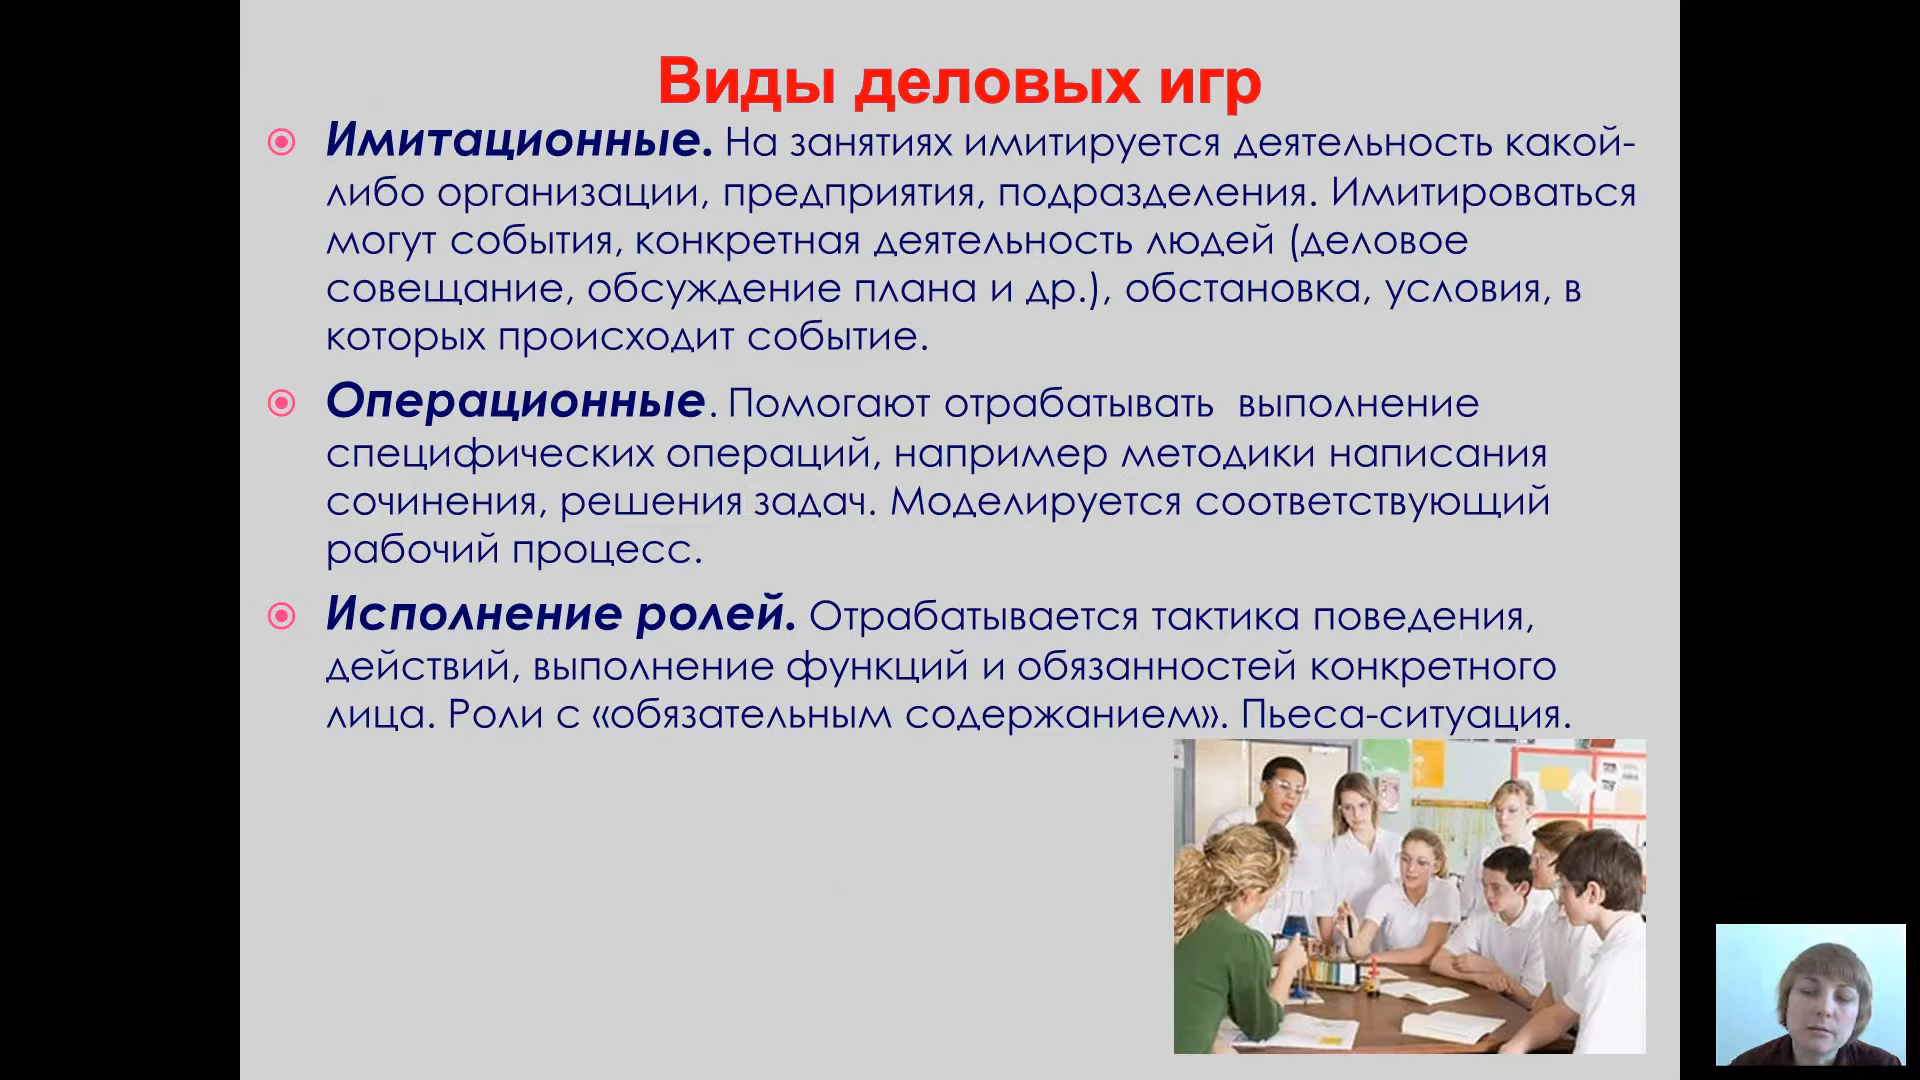 Виды деловых игр
Имитационные. На занятиях имитируется деятельность какой-
либо организации, предприятия, подразделения. Имитироваться
могут события, конкретная деятельность людей (деловое
совещание, обсуждение плана и др.), обстановка, условия, в
которых происходит событие.
Операционные. Помогают отрабатывать  выполнение
специфических операций, например методики написания
сочинения, решения задач. Моделируется соответствующий
рабочий процесс.
Исполнение ролей. Отрабатывается тактика поведения,
действий, выполнение функций и обязанностей конкретного
лица. Роли с «обязательным содержанием». Пьеса-ситуация.